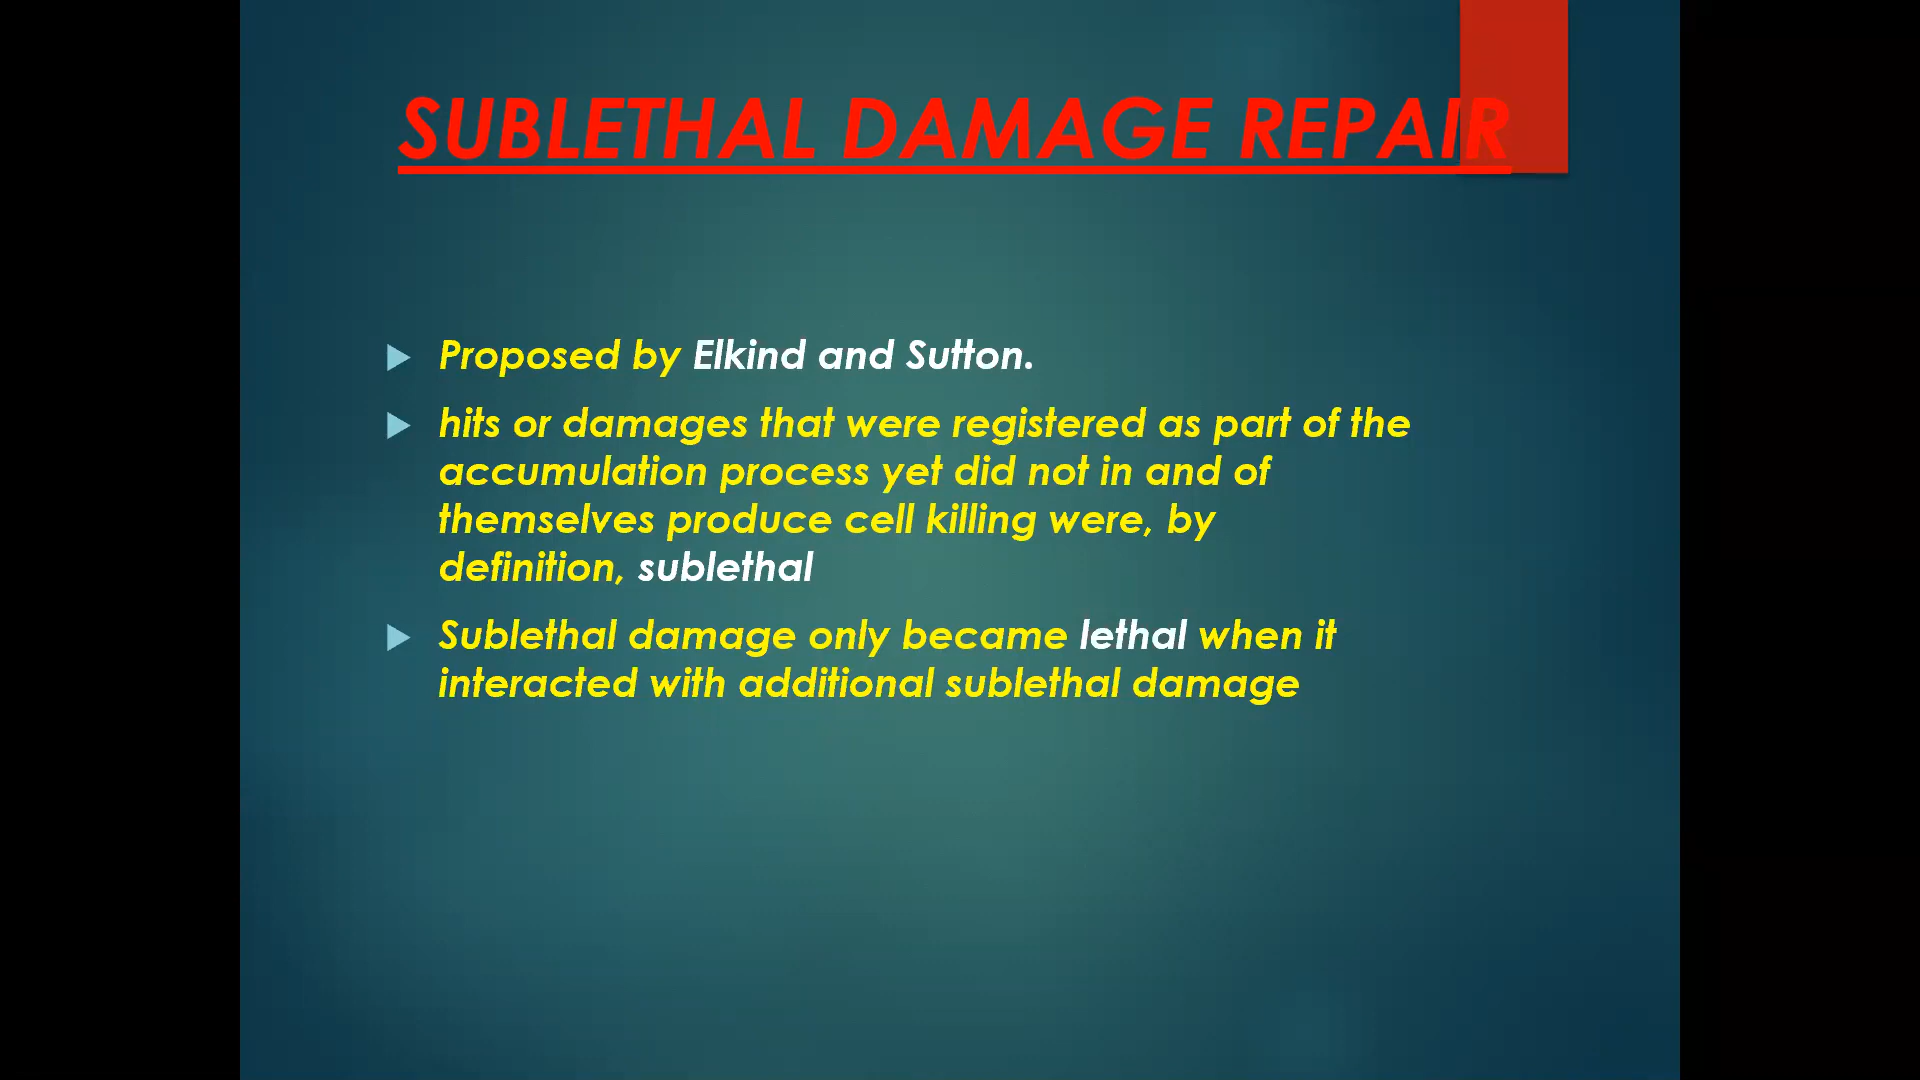 SUBLETHAL DAMAGE REPAIR
Proposed by Elkind and Sutton.
hits or damages that were registered as part of the
accumulation process yet did not in and of
themselves produce cell killing were, by
definition, sublethal
Sublethal damage only became lethal when it
interacted with additional sublethal damage